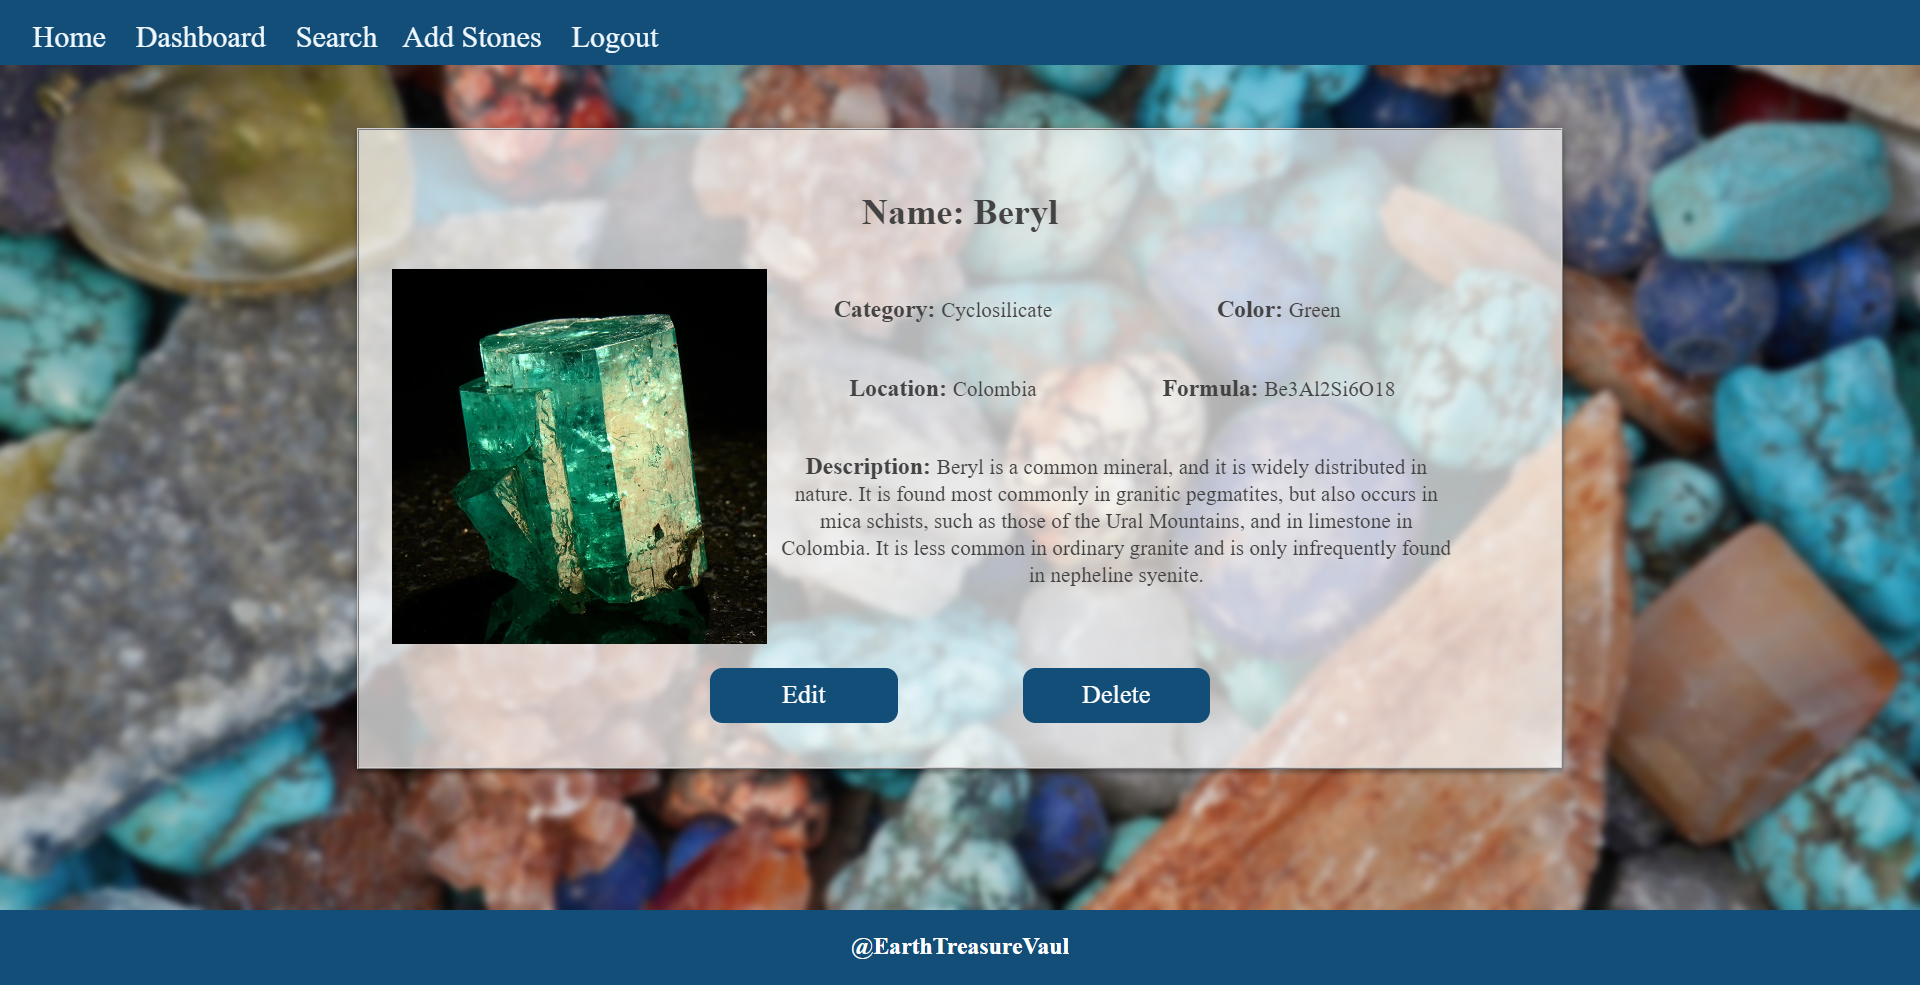 Home Dashboard Search Add Stones Logout
Name: Beryl
Category: Cyclosilicate Color: Green
Location: Colombia Formula: Be3Al2Si6O18
Description: Beryl is a common mineral, and it is widely distributed in
nature. It is found most commonly in granitic pegmatites, but also occurs in
mica schists, such as those of the Ural Mountains, and in limestone in
Colombia. It is less common in ordinary granite and is only infrequently found
in nepheline syenite.
Edit Delete
@EarthTreasureVaul